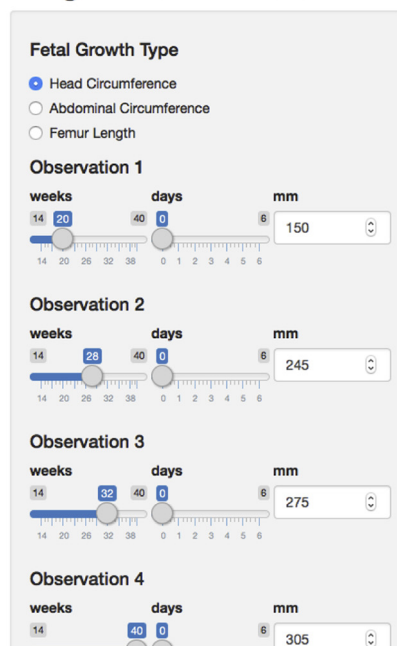 Fetal Growth Type
Head Circumference
Abdominal Circumference
Femur Length
Observation 1
weeks days mm
14 20 40 0 6 150
14 20 26 32 38 0 1 2 3 4 5 6
Observation 2
weeks days mm
14 28 40 0 6 245
14 20 26 32 38 0 1 2 3 4 5 6
Observation 3
weeks days mm
14 32 40 0 6 275
14 20 26 32 38 0 1 2 3 4 5 6
Observation 4
weeks days mm
14 40 0 6 305